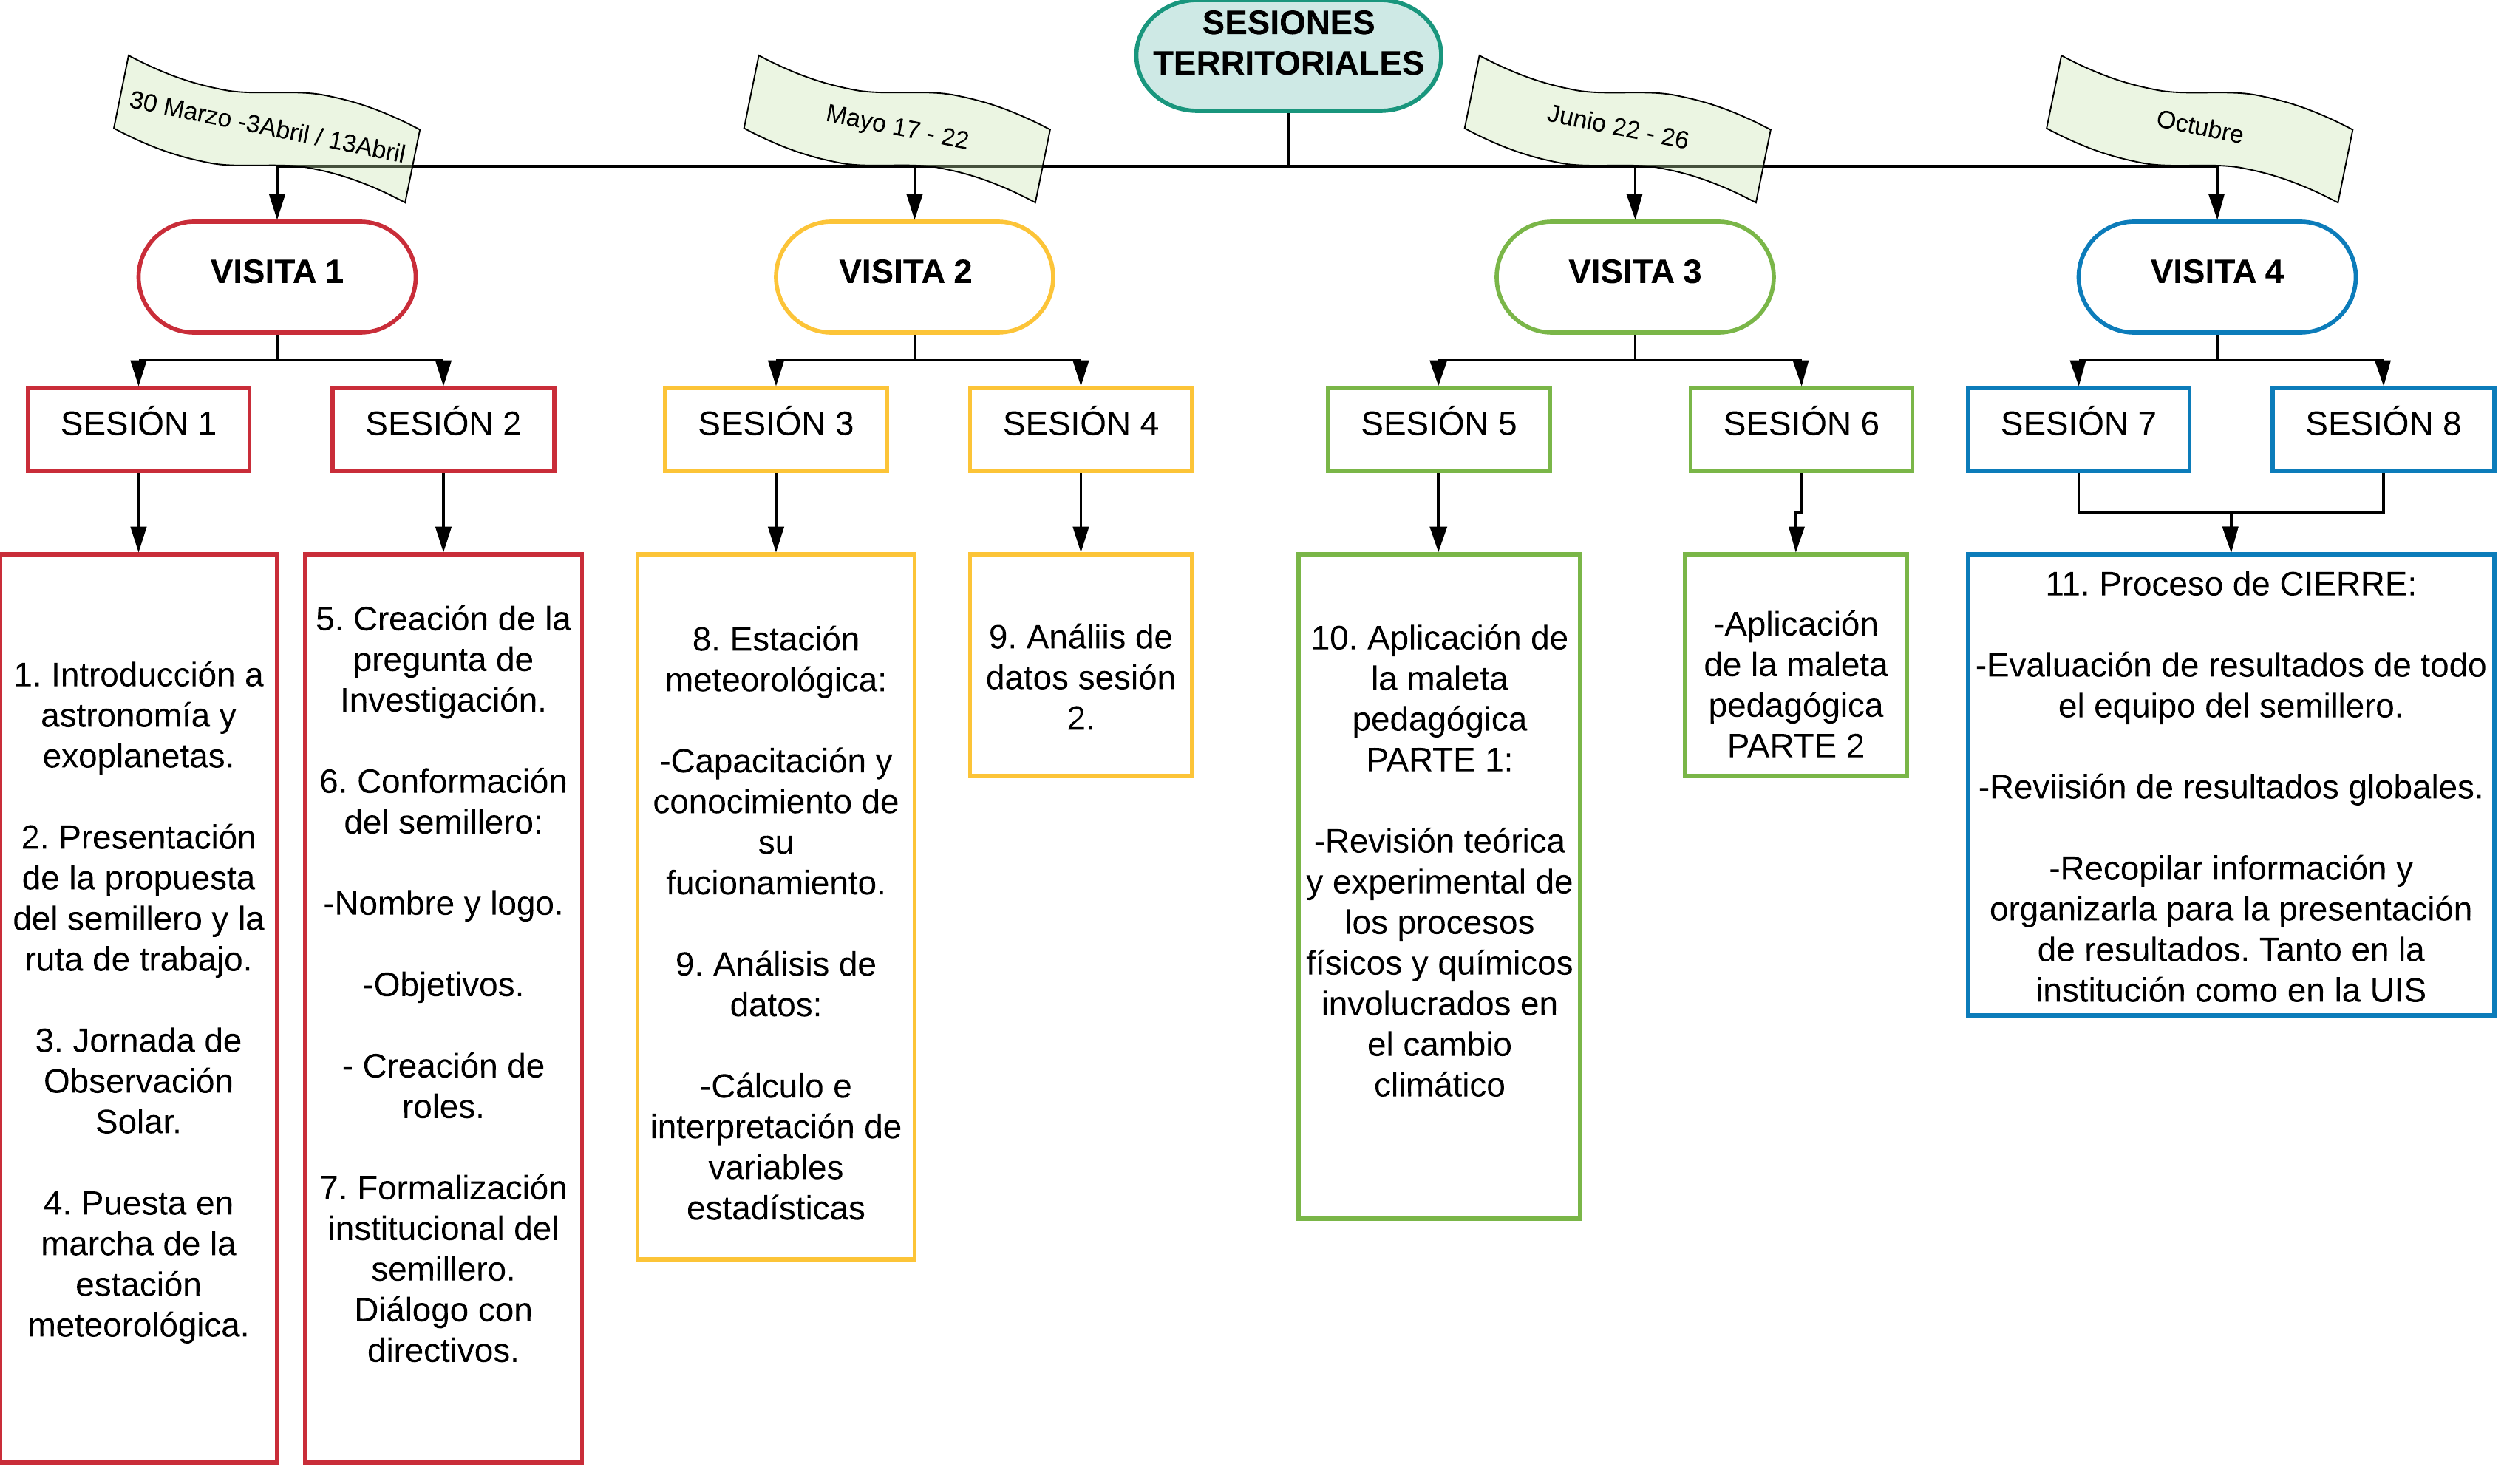 SESIONES
TERRITORIALES
30 Marzo -3Abril / 13Abril
Mayo 17 - 22
Junio 22 - 26
Octubre
VISITA 1
VISITA 2
VISITA 3
VISITA 4
SESIÓN 1
SESIÓN 2
SESIÓN 3
SESIÓN 4
SESIÓN 5
SESIÓN 6
SESIÓN 7
SESIÓN 8
1. Introducción a
astronomía y
exoplanetas.
2. Presentación
de la propuesta
del semillero y la
ruta de trabajo.
3. Jornada de
Observación
Solar.
4. Puesta en
marcha de la
estación
meteorológica.
5. Creación de la
pregunta de
Investigación.
6. Conformación
del semillero:
-Nombre y logo.
-Objetivos.
- Creación de
roles.
7. Formalización
institucional del
semillero.
Diálogo con
directivos.
8. Estación
meteorológica:
-Capacitación y
conocimiento de
su
fucionamiento.
9. Análisis de
datos:
-Cálculo e
interpretación de
variables
estadísticas
9. Análiis de
datos sesión
2.
10. Aplicación de
la maleta
pedagógica
PARTE 1:
-Revisión teórica
y experimental de
los procesos
físicos y químicos
involucrados en
el cambio
climático
-Aplicación
de la maleta
pedagógica
PARTE 2
11. Proceso de CIERRE:
-Evaluación de resultados de todo
el equipo del semillero.
-Reviisión de resultados globales.
-Recopilar información y
organizarla para la presentación
de resultados. Tanto en la
institución como en la UIS